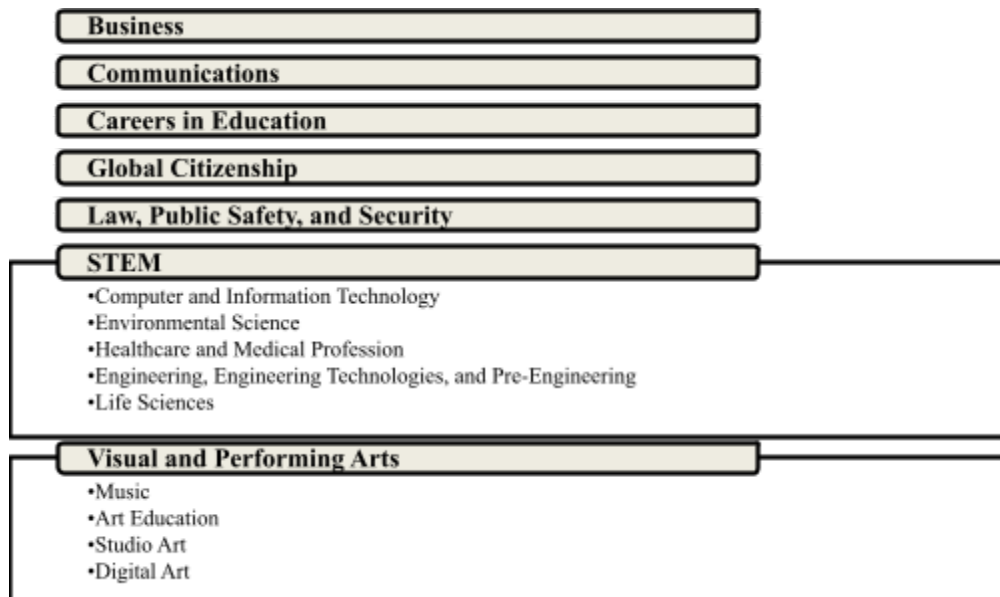 Business
Communications
Careers in Education
Global Citizenship
Law, Public Safety, and Security
STEM
•Computer and Information Technology
•Environmental Science
•Healthcare and Medical Profession
•Engineering, Engineering Technologies, and Pre-Engineering
•Life Sciences
Visual and Performing Arts
•Music
•Art Education
•Studio Art
•Digital Art